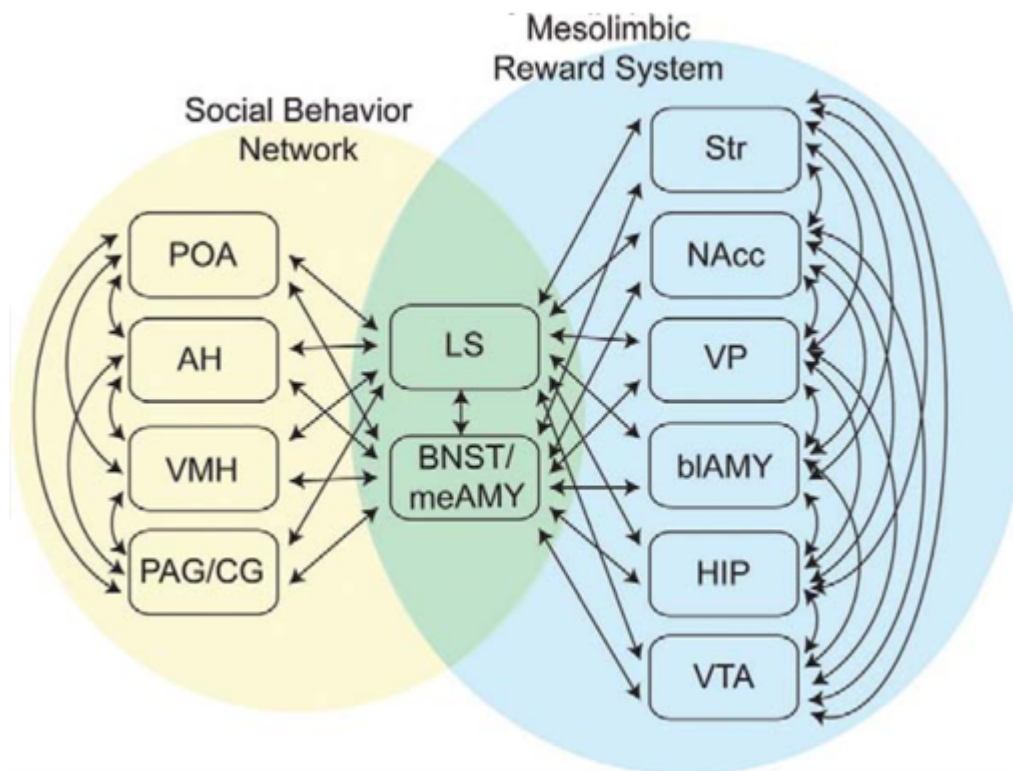 Mesolimbic
Reward System
Social Behavior
Network
POA
AH
VMH
PAG/CG
LS
BNST/
meAMY
Str
NAcc
VP
blAMY
HIP
VTA